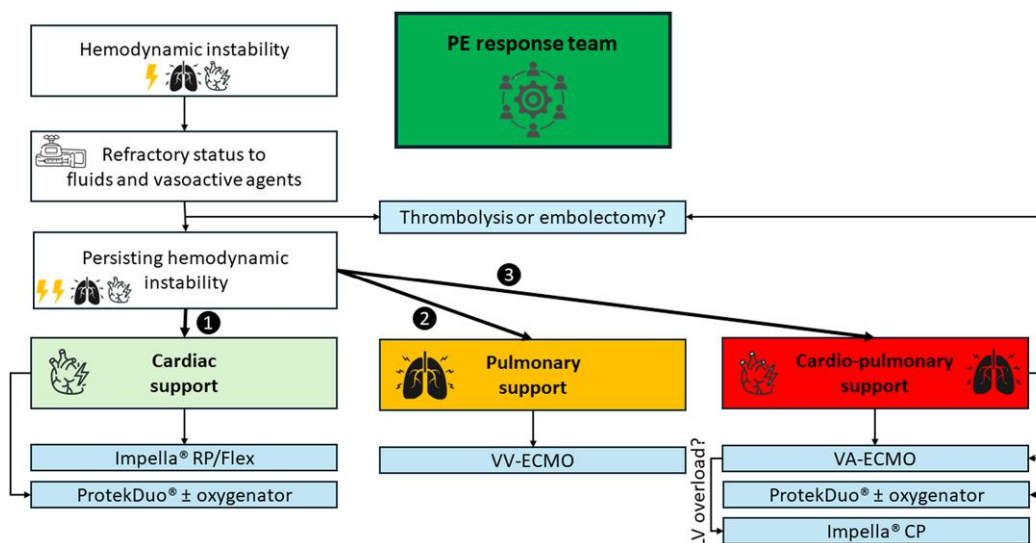 Hemodynamic instability
PE response team
Refractory status to
fluids and vasoactive agents
Thrombolysis or embolectomy?
Persisting hemodynamic
instability
1
2
3
Cardiac
support
Pulmonary
support
Cardio-pulmonary
support
Impella® RP/Flex
ProtekDuo® ± oxygenator
VV-ECMO
LV overload?
VA-ECMO
ProtekDuo® ± oxygenator
Impella® CP